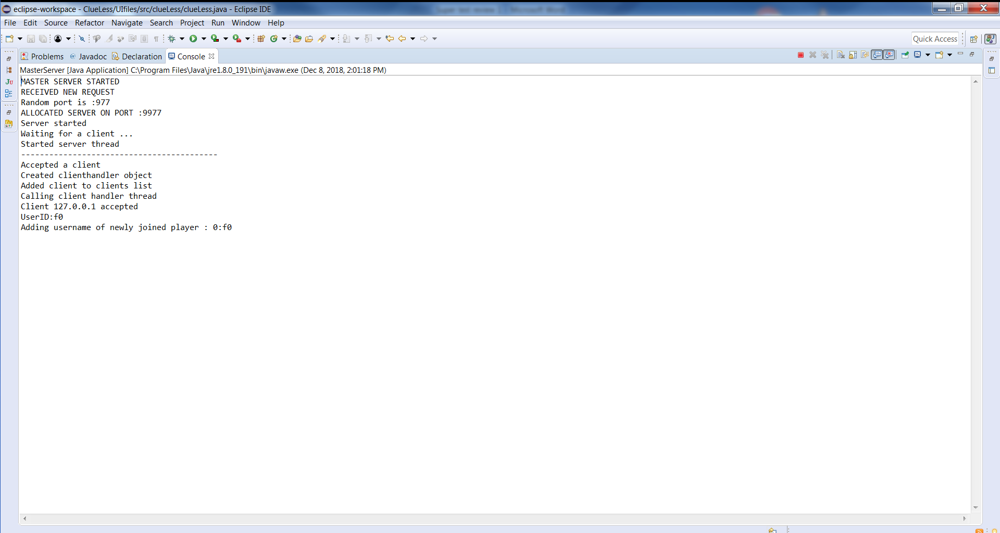 eclipse-workspace - ClueLess/UIfiles/src/clueLess/clueLess.java - Eclipse IDE
File Edit Source Refactor Navigate Search Project Run Window Help
Quick Access
Problems @ Javadoc Declaration Console
MasterServer [Java Application] C:\Program Files\Java\jre1.8.0_191\bin\javaw.exe (Dec 8, 2018, 2:01:18 PM)
MASTER SERVER STARTED
RECEIVED NEW REQUEST
Random port is :977
ALLOCATED SERVER ON PORT :9977
Server started
Waiting for a client ...
Started server thread
------------------------------------------
Accepted a client
Created clienthandler object
Added client to clients list
Calling client handler thread
Client 127.0.0.1 accepted
UserID:f0
Adding username of newly joined player : 0:f0